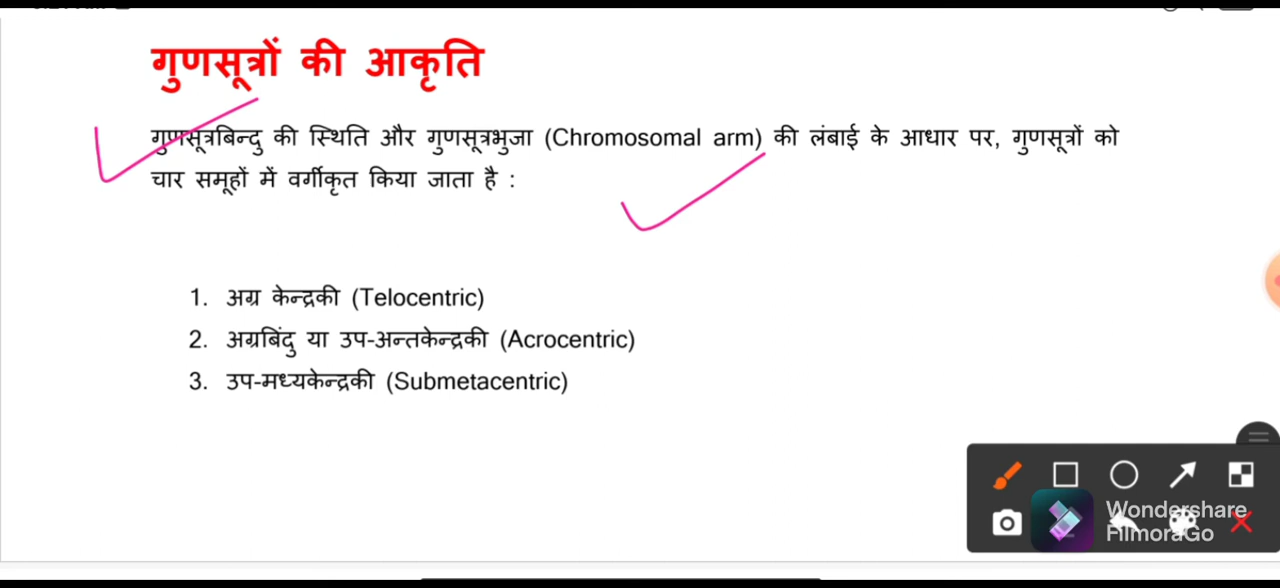 गुणसूत्रों की आकृति
गुणसूत्रबिन्दु की स्थिति और गुणसूत्रभुजा (Chromosomal arm) की लंबाई के आधार पर, गुणसूत्रों को
चार समूहों में वर्गीकृत किया जाता है :
1. अग्र केन्द्रकी (Telocentric)
2. अग्रबिंदु या उप-अन्तकेन्द्रकी (Acrocentric)
3. उप-मध्यकेन्द्रकी (Submetacentric)
Wondershare
FilmoraGo